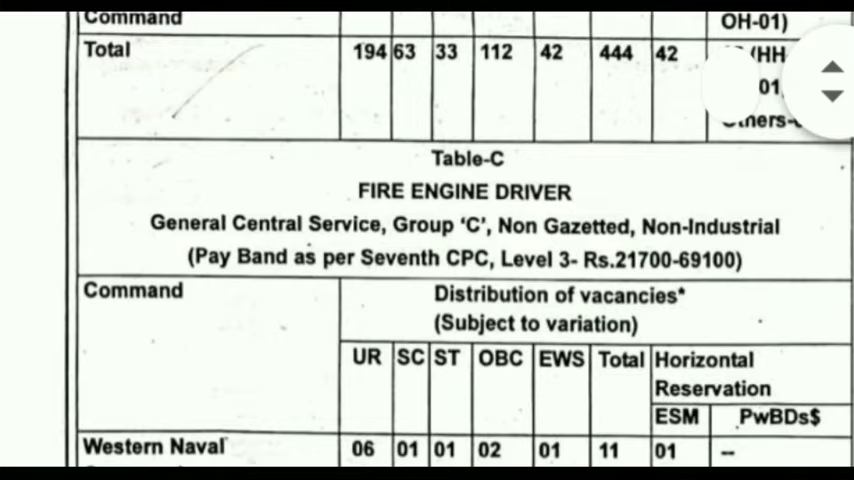 Command OH-01)
Total 194 63 33 112 42 444 42 (HH
01
Table-C
FIRE ENGINE DRIVER
General Central Service, Group 'C', Non Gazetted, Non-Industrial
(Pay Band as per Seventh CPC, Level 3- Rs.21700-69100)
Command Distribution of vacancies*
(Subject to variation)
UR SC ST OBC EWS Total Horizontal
Reservation
ESM PwBDs$
Western Naval 06 01 01 02 01 11 01 --